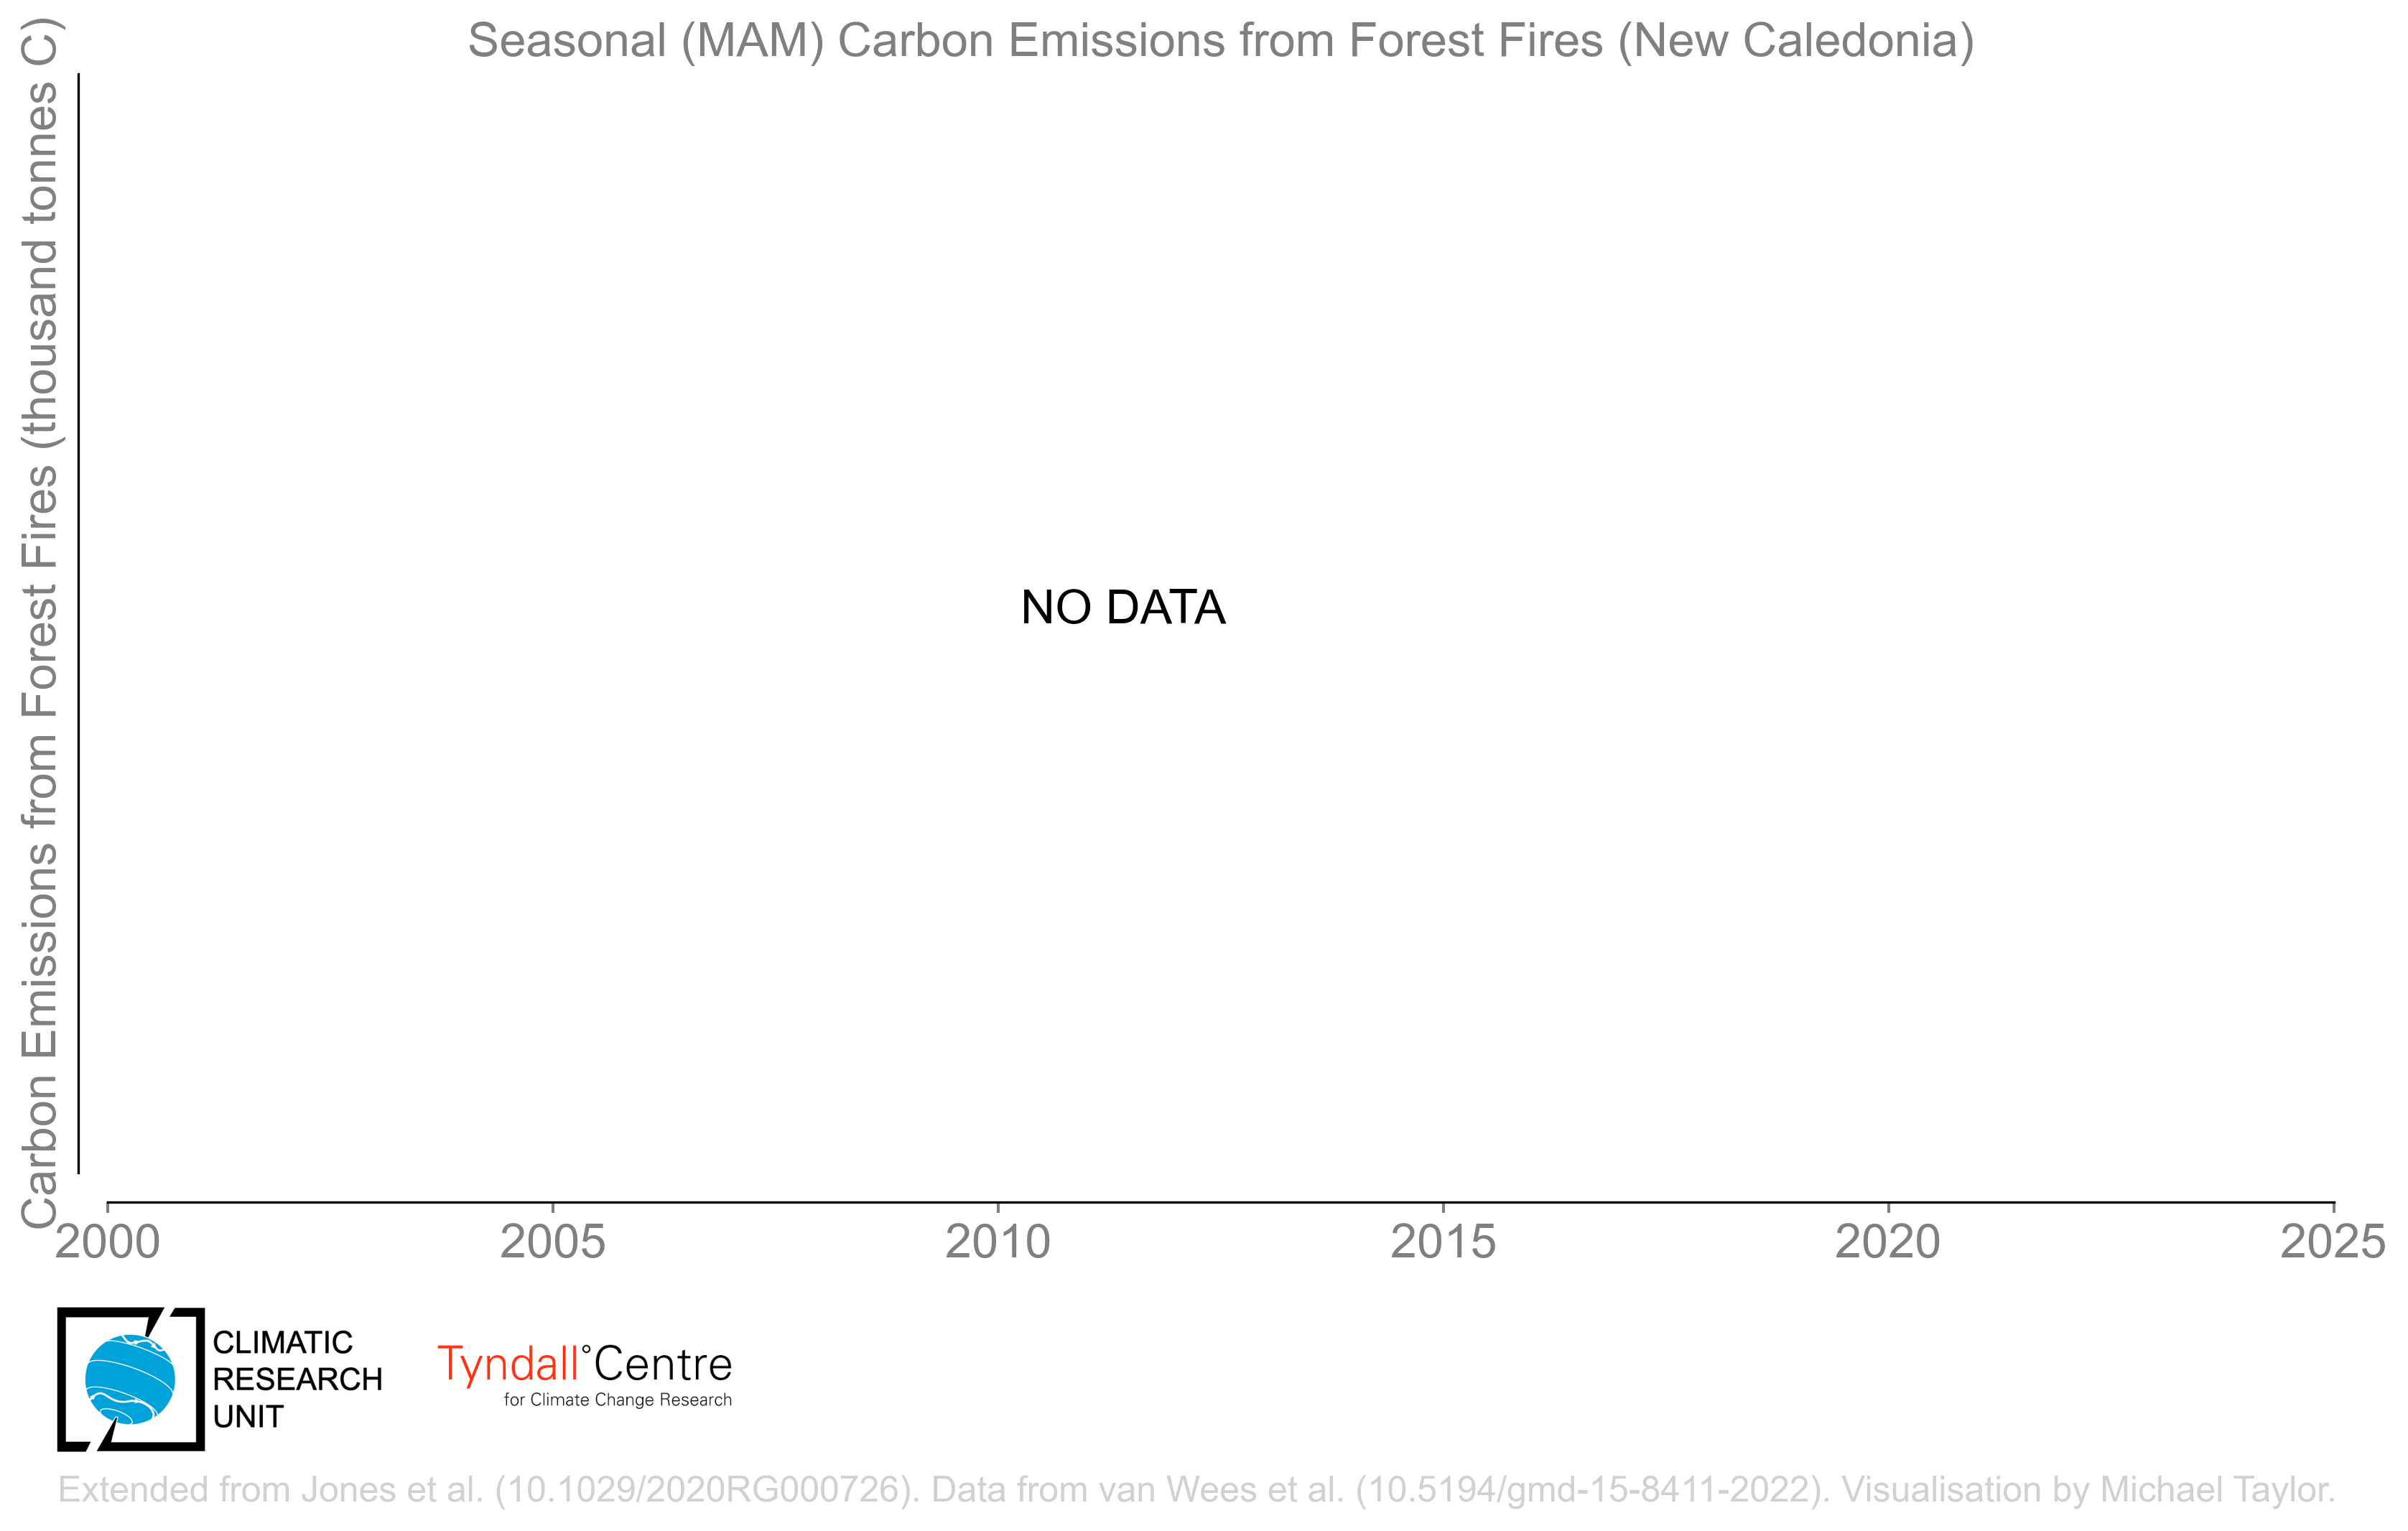 Seasonal (MAM) Carbon Emissions from Forest Fires (New Caledonia)
Carbon Emissions from Forest Fires (thousand tonnes C)
NO DATA
2000 2005 2010 2015 2020 2025
CLIMATIC
RESEARCH
UNIT
Tyndall°Centre
for Climate Change Research
Extended from Jones et al. (10.1029/2020RG000726). Data from van Wees et al. (10.5194/gmd-15-8411-2022). Visualisation by Michael Taylor.